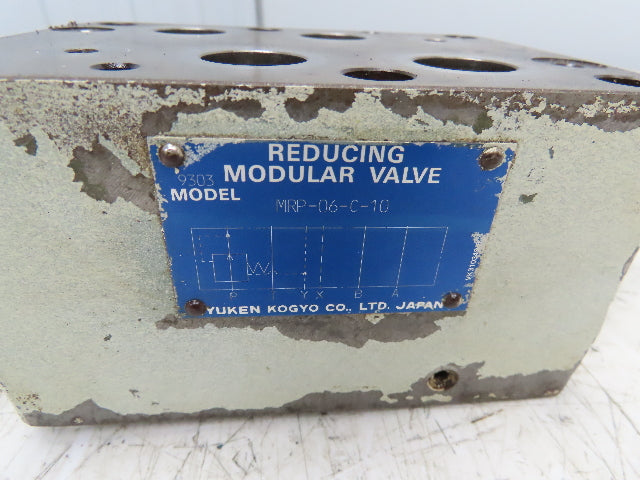 REDUCING
9303 MODULAR VALVE
MODEL
MRP-06-C-10
P T Y X B A
YUKEN KOGYO CO., LTD. JAPAN